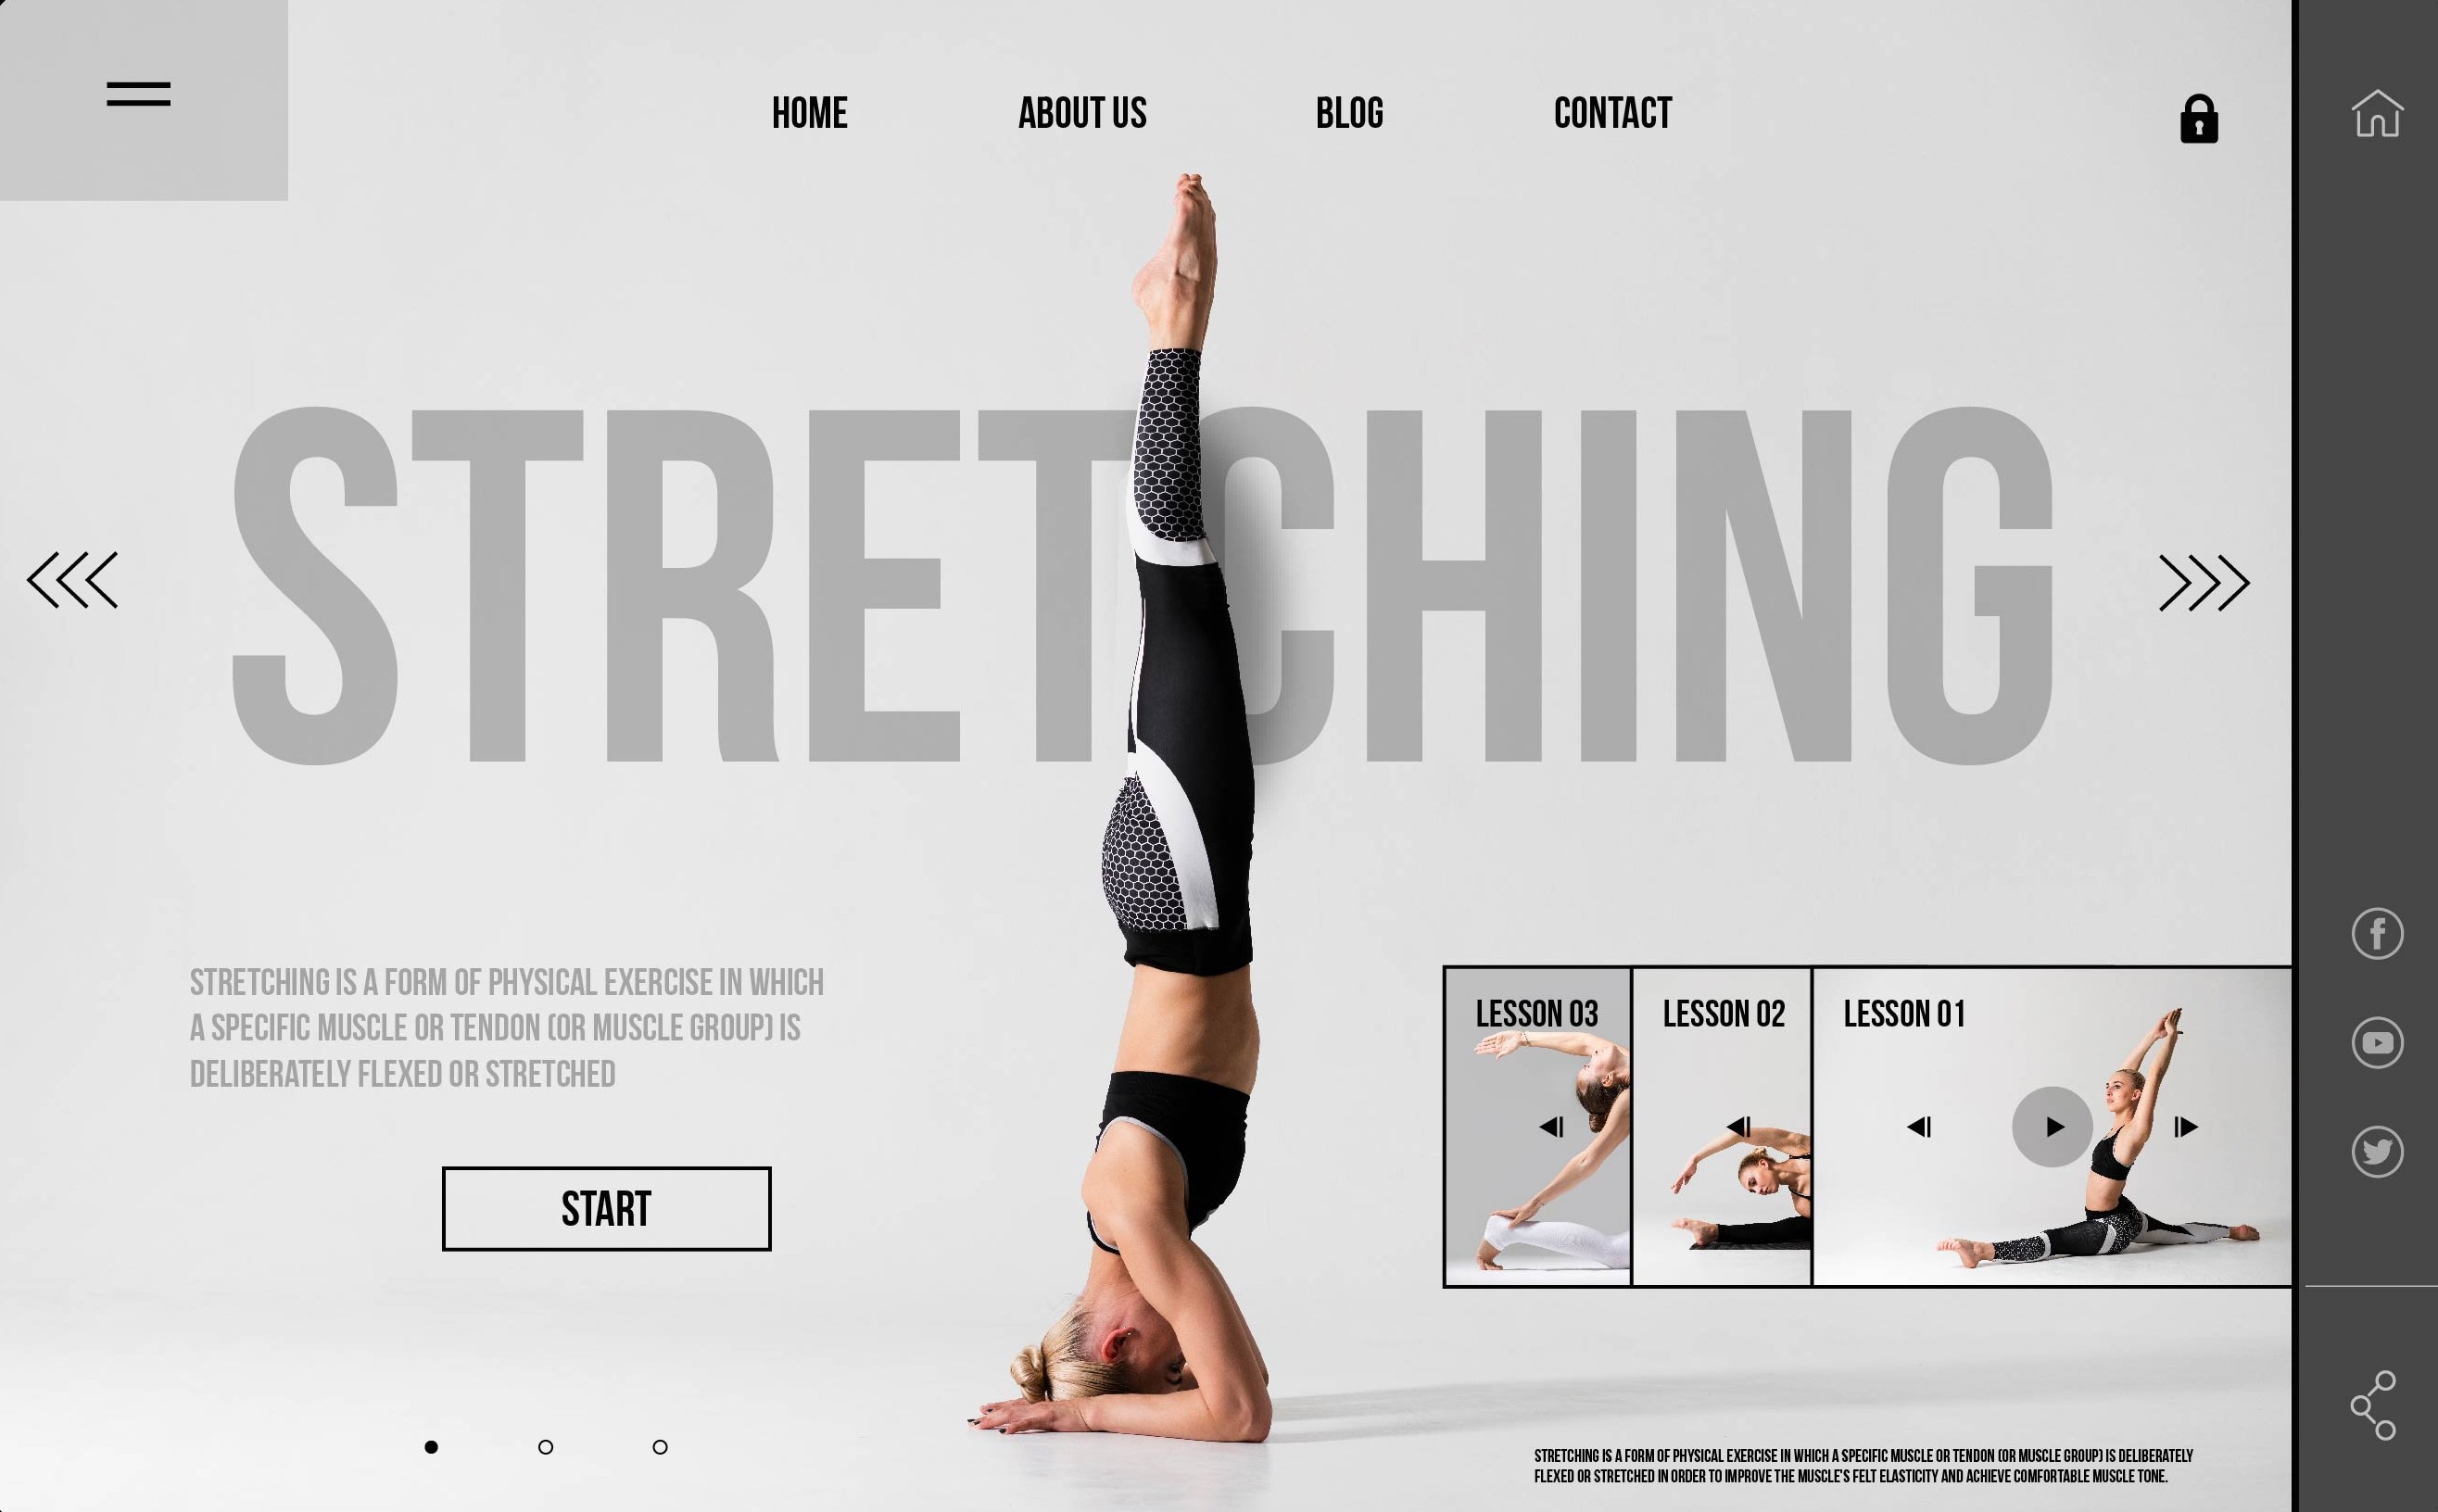 HOME
ABOUT US
BLOG
CONTACT
STRETCHING
STRETCHING IS A FORM OF PHYSICAL EXERCISE IN WHICH
A SPECIFIC MUSCLE OR TENDON (OR MUSCLE GROUP) IS
DELIBERATELY FLEXED OR STRETCHED
START
LESSON 03
LESSON 02
LESSON 01
STRETCHING IS A FORM OF PHYSICAL EXERCISE IN WHICH A SPECIFIC MUSCLE OR TENDON (OR MUSCLE GROUP) IS DELIBERATELY
FLEXED OR STRETCHED IN ORDER TO IMPROVE THE MUSCLE'S FELT ELASTICITY AND ACHIEVE COMFORTABLE MUSCLE TONE.